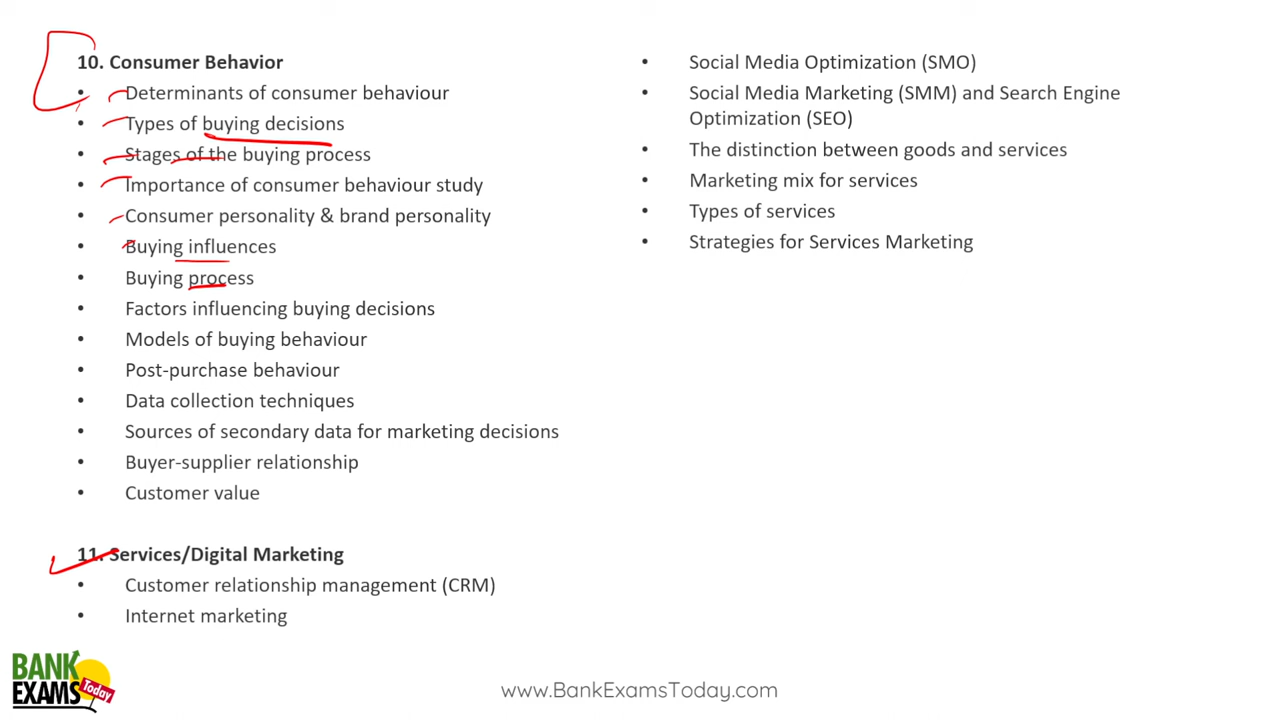 10. Consumer Behavior
• Determinants of consumer behaviour
• Types of buying decisions
• Stages of the buying process
• Importance of consumer behaviour study
• Consumer personality & brand personality
• Buying influences
• Buying process
• Factors influencing buying decisions
• Models of buying behaviour
• Post-purchase behaviour
• Data collection techniques
• Sources of secondary data for marketing decisions
• Buyer-supplier relationship
• Customer value
11. Services/Digital Marketing
• Customer relationship management (CRM)
• Internet marketing
• Social Media Optimization (SMO)
• Social Media Marketing (SMM) and Search Engine
Optimization (SEO)
• The distinction between goods and services
• Marketing mix for services
• Types of services
• Strategies for Services Marketing
BANK
EXAMS Today
www.BankExamsToday.com